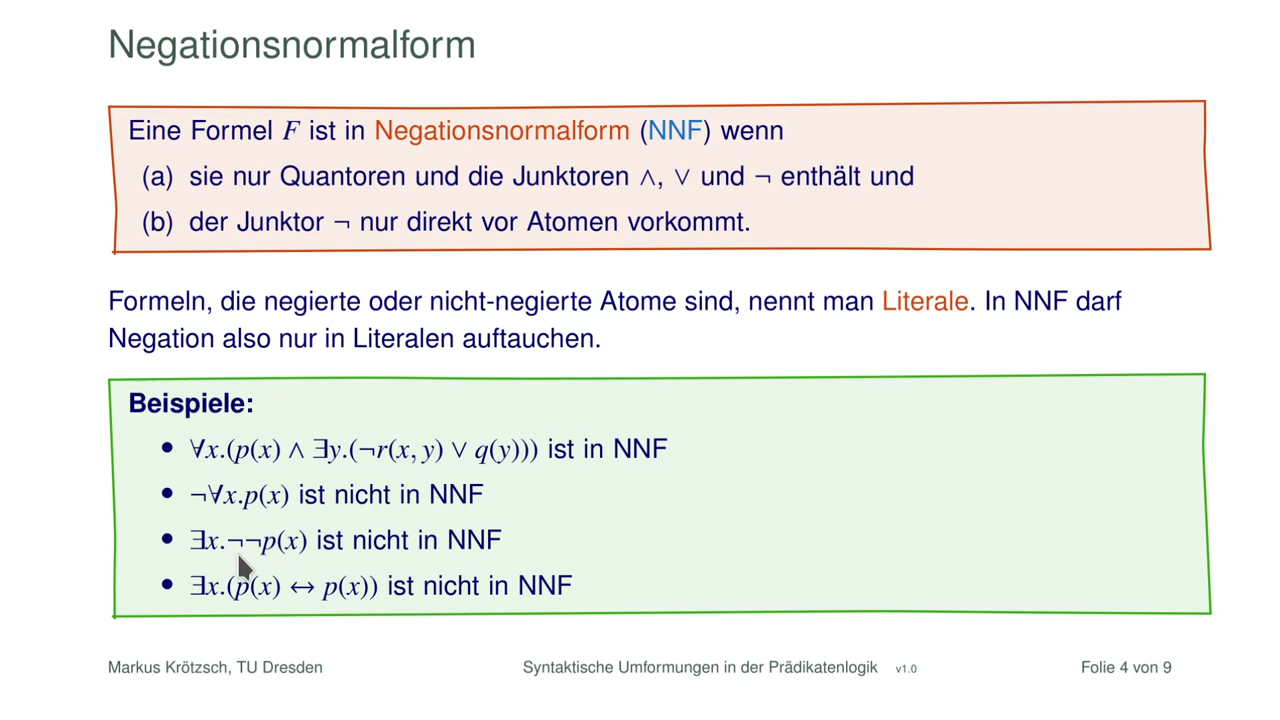 Negationsnormalform
Eine Formel F ist in Negationsnormalform (NNF) wenn
(a) sie nur Quantoren und die Junktoren ∧, ∨ und ¬ enthält und
(b) der Junktor ¬ nur direkt vor Atomen vorkommt.
Formeln, die negierte oder nicht-negierte Atome sind, nennt man Literale. In NNF darf
Negation also nur in Literalen auftauchen.
Beispiele:
• ∀x.(p(x) ∧ ∃y.(¬r(x, y) ∨ q(y))) ist in NNF
• ¬∀x.p(x) ist nicht in NNF
• ∃x.¬¬p(x) ist nicht in NNF
• ∃x.(p(x) ↔ p(x)) ist nicht in NNF
Markus Krötzsch, TU Dresden Syntaktische Umformungen in der Prädikatenlogik v1.0 Folie 4 von 9